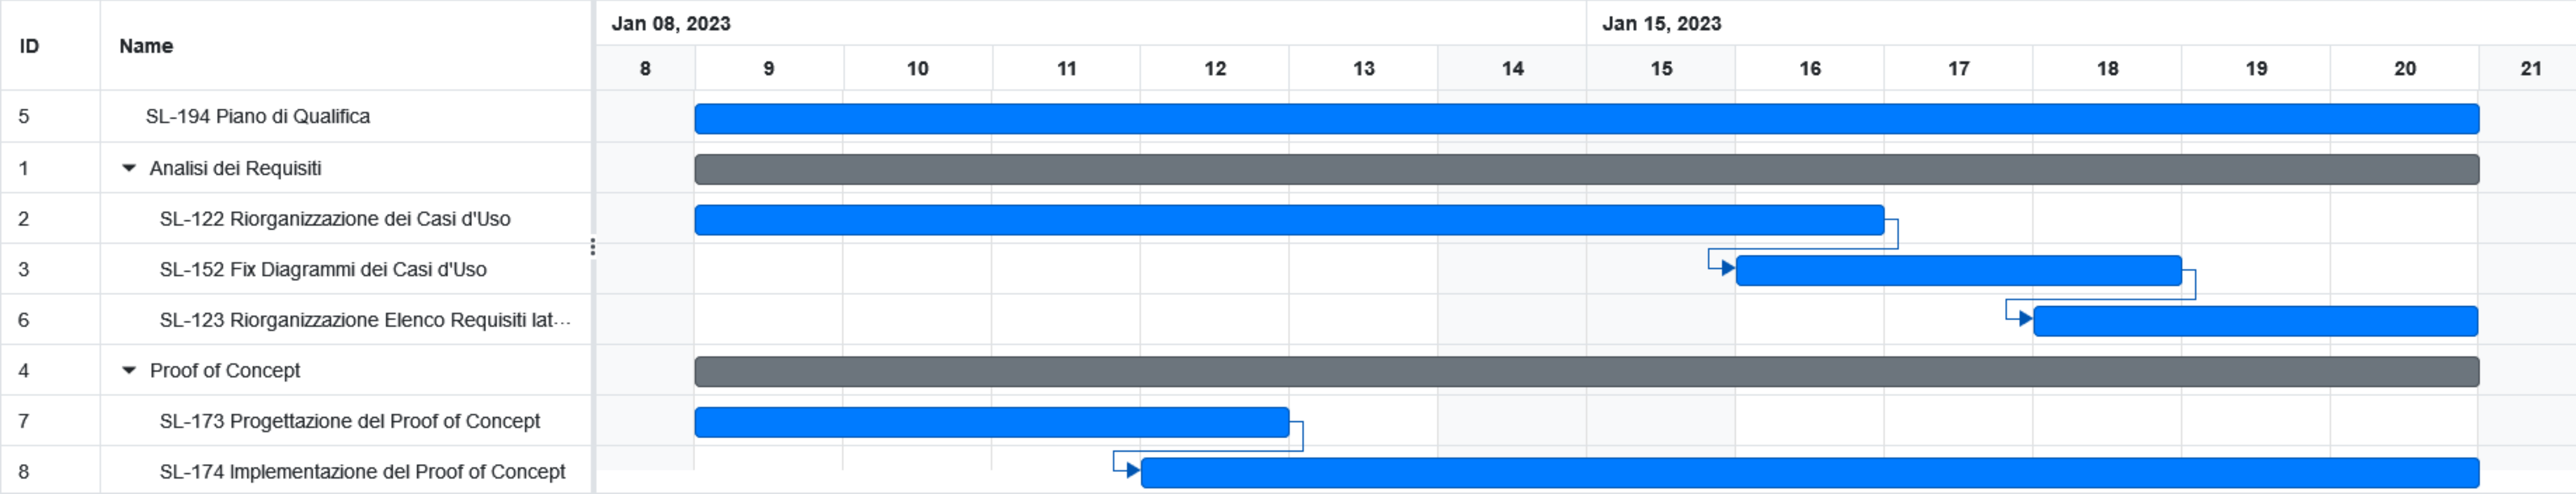 ID Name Jan 08, 2023 Jan 15, 2023
8 9 10 11 12 13 14 15 16 17 18 19 20 21
5 SL-194 Piano di Qualifica
1 Analisi dei Requisiti
2 SL-122 Riorganizzazione dei Casi d'Uso
3 SL-152 Fix Diagrammi dei Casi d'Uso
6 SL-123 Riorganizzazione Elenco Requisiti lat...
4 Proof of Concept
7 SL-173 Progettazione del Proof of Concept
8 SL-174 Implementazione del Proof of Concept